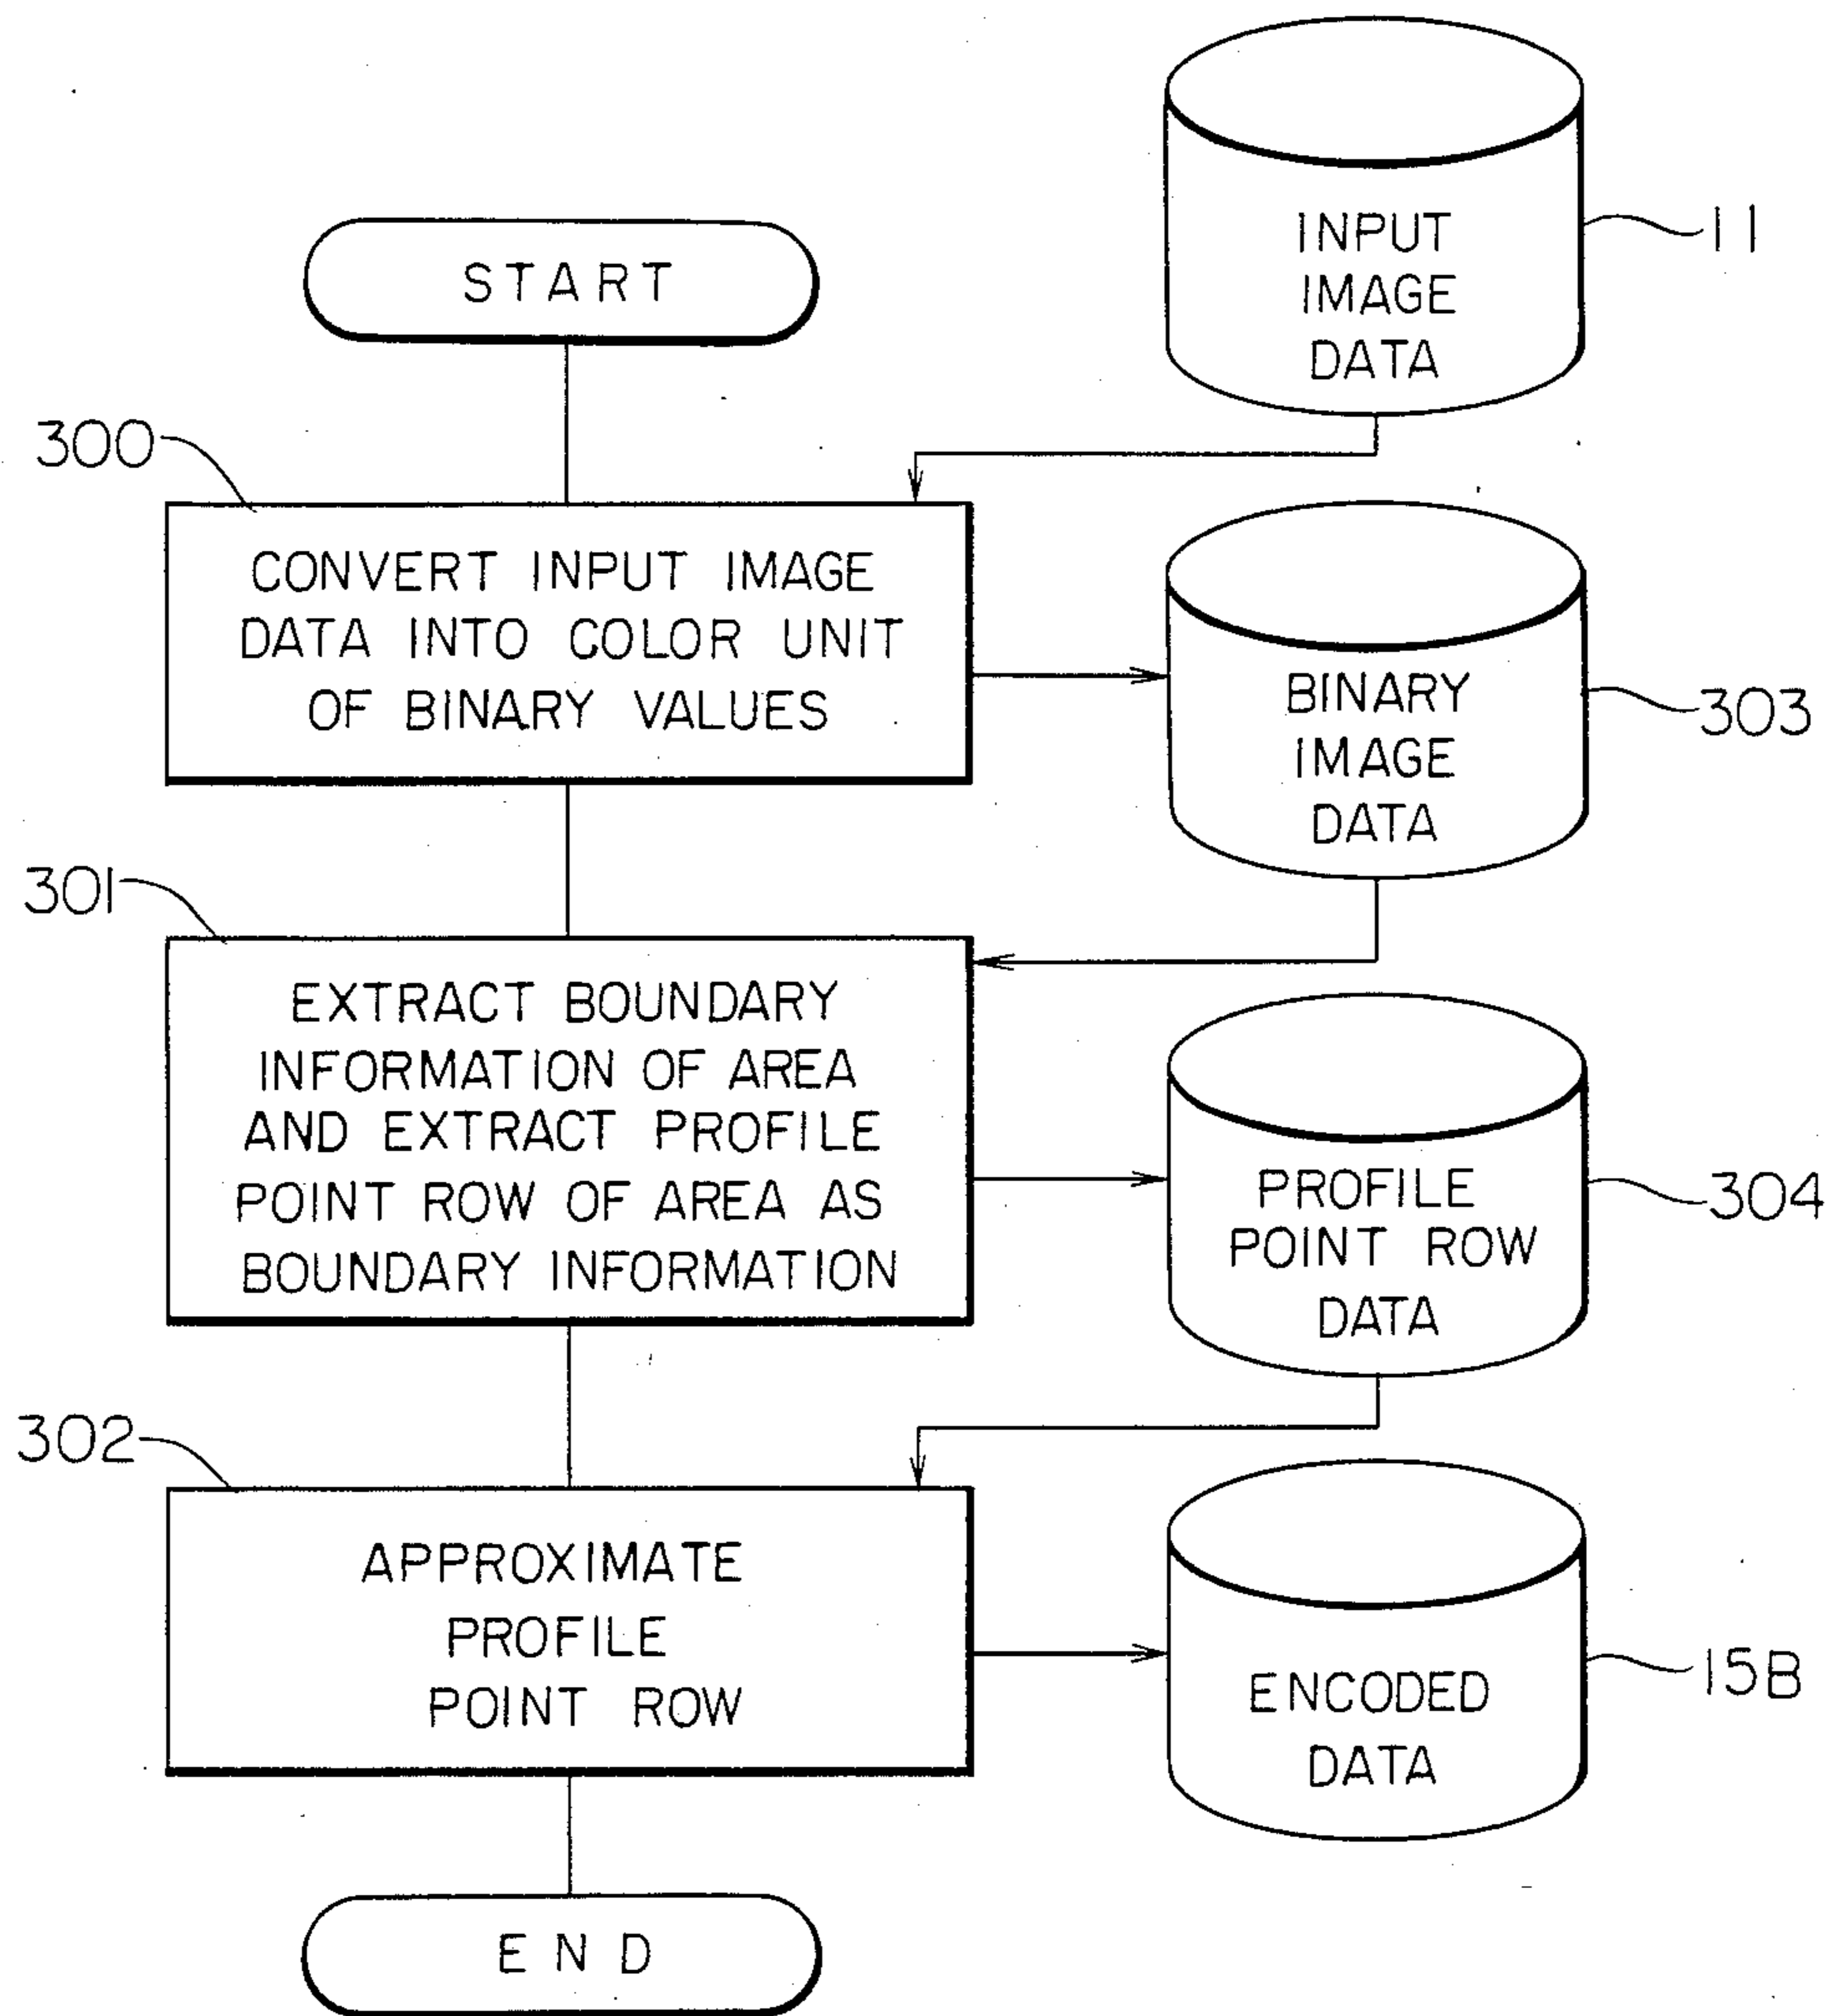 INPUT
IMAGE
DATA
11
START
300
CONVERT INPUT IMAGE
DATA INTO COLOR UNIT
OF BINARY VALUES
BINARY
IMAGE
DATA
303
301
EXTRACT BOUNDARY
INFORMATION OF AREA
AND EXTRACT PROFILE
POINT ROW OF AREA AS
BOUNDARY INFORMATION
PROFILE
POINT ROW
DATA
304
302
APPROXIMATE
PROFILE
POINT ROW
ENCODED
DATA
15B
END